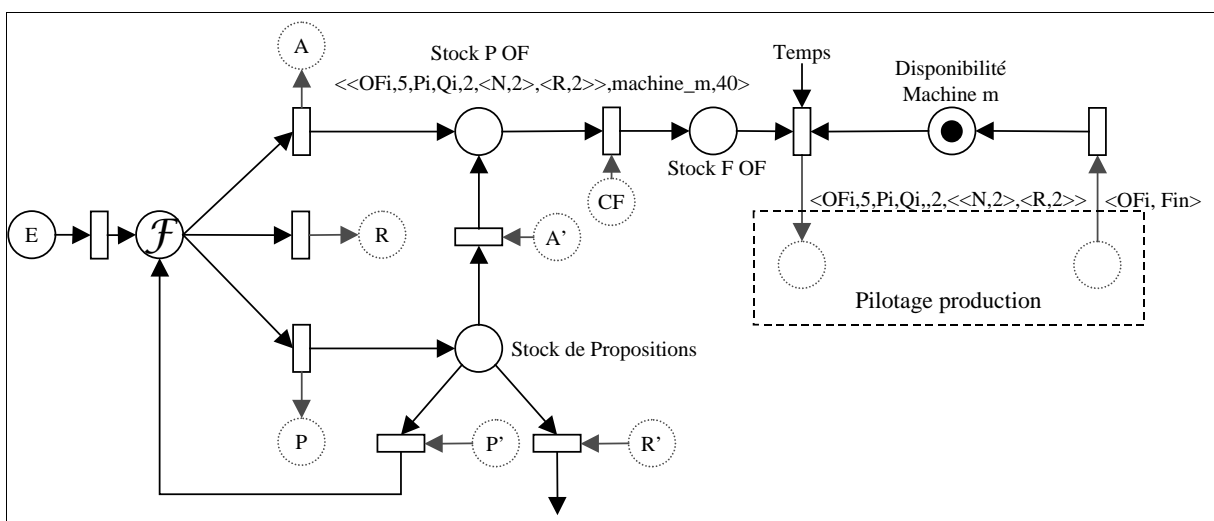 A
Stock P OF
<<OFi,5,Pi,Qi,2,<N,2>,<R,2>>,machine_m,40>
Temps
Disponibilité
Machine m
Stock F OF
CF
<OFi,5,Pi,Qi,,2,<<N,2>,<R,2>>
<OFi, Fin>
E
ℱ
R
A’
Pilotage production
Stock de Propositions
P
P’
R’